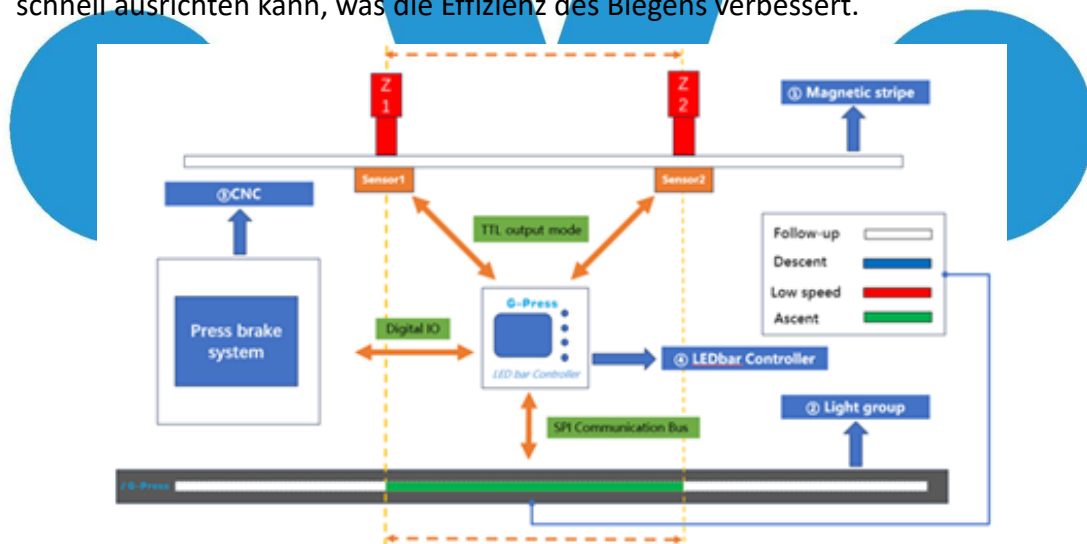 schnell ausrichten kann, was die Effizienz des Biegens verbessert.
Z
1
Z
2
① Magnetic stripe
Sensor1
Sensor2
③CNC
TTL output mode
Follow-up
Descent
Low speed
Ascent
G-Press
Press brake
system
Digital IO
LED bar Controller
④ LEDbar Controller
② Light group
SPI Communication Bus
G-Press